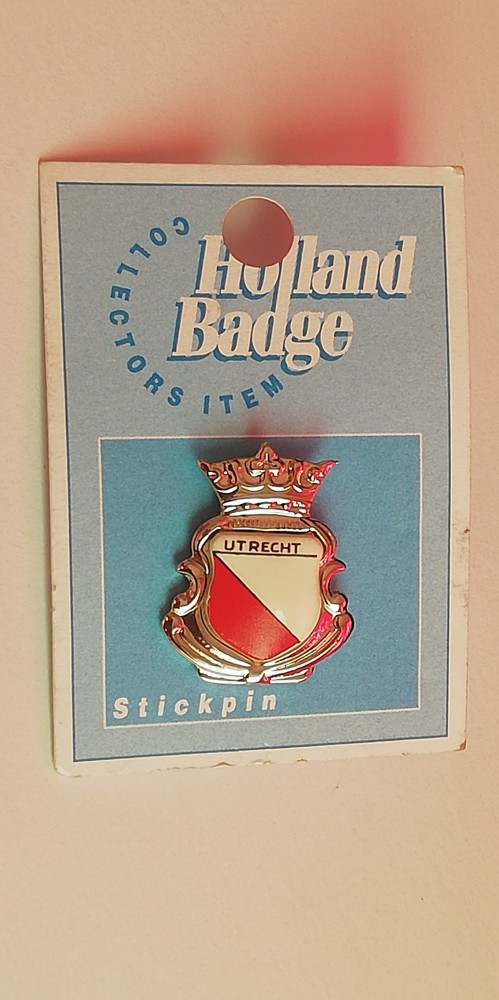 COLLECTORS ITEM
Holland
Badge
UTRECHT
Stickpin